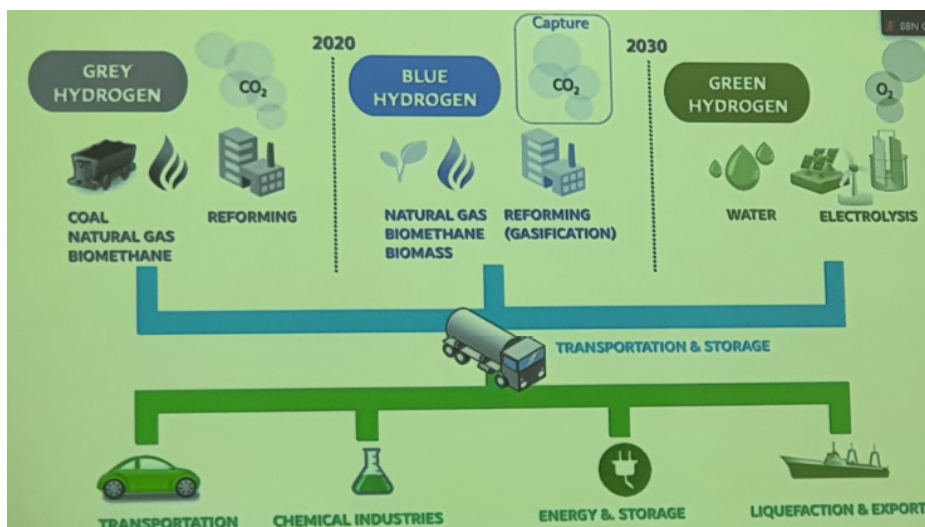 Capture
BBN
2020
2030
GREY
HYDROGEN
CO₂
BLUE
HYDROGEN
CO₂
GREEN
HYDROGEN
O₂
COAL
NATURAL GAS
BIOMETHANE
REFORMING
NATURAL GAS
BIOMETHANE
BIOMASS
REFORMING
(GASIFICATION)
WATER
ELECTROLYSIS
TRANSPORTATION & STORAGE
TRANSPORTATION
CHEMICAL INDUSTRIES
ENERGY &. STORAGE
LIQUEFACTION & EXPORT